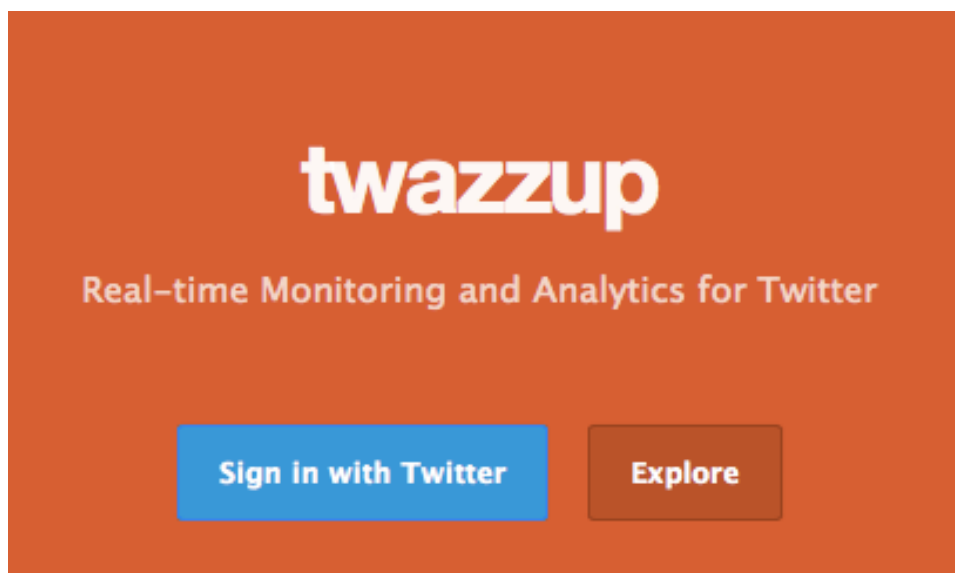 twazzup
Real-time Monitoring and Analytics for Twitter
Sign in with Twitter
Explore